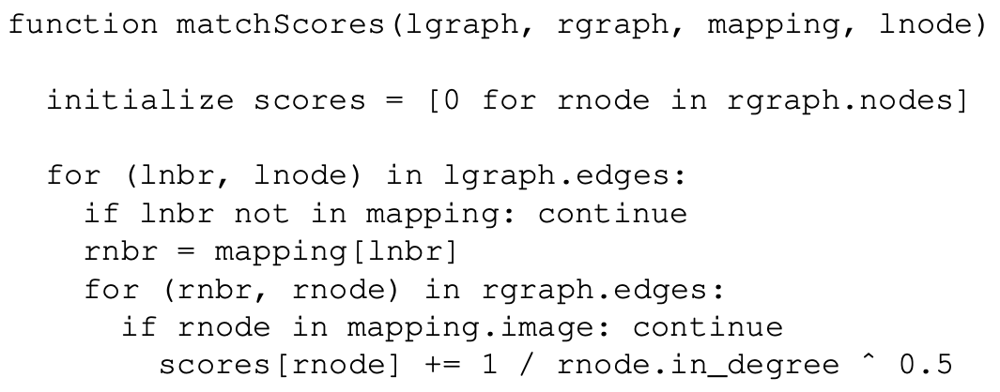 function matchScores(lgraph, rgraph, mapping, lnode)
initialize scores = [0 for rnode in rgraph.nodes]
for (lnbr, lnode) in lgraph.edges:
if lnbr not in mapping: continue
rnbr = mapping[lnbr]
for (rnbr, rnode) in rgraph.edges:
if rnode in mapping.image: continue
scores[rnode] += 1 / rnode.in_degree ^ 0.5